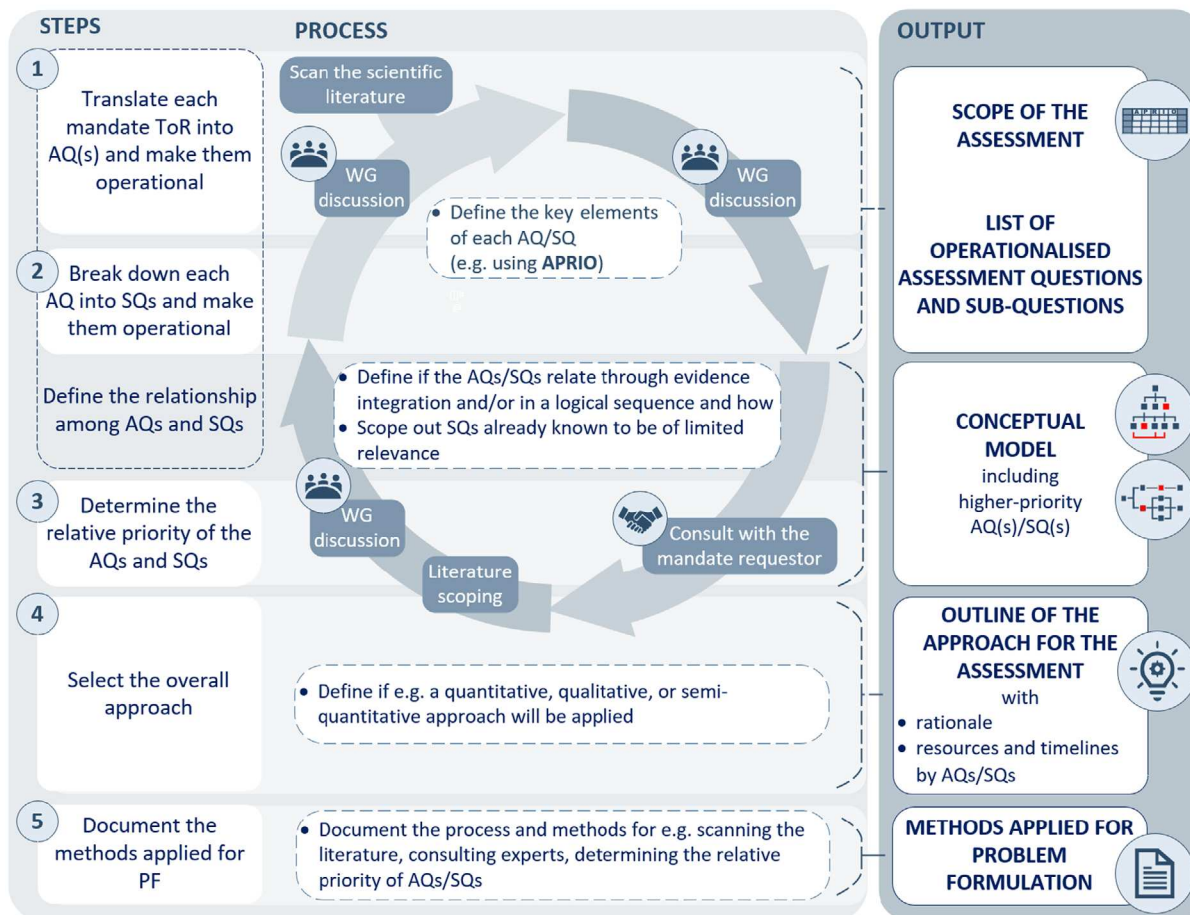 STEPS
PROCESS
OUTPUT
1
Translate each
mandate ToR into
AQ(s) and make them
operational
2
Break down each
AQ into SQs and make
them operational
Define the relationship
among AQs and SQs
3
Determine the
relative priority of the
AQs and SQs
4
Select the overall
approach
5
Document the
methods applied for
PF
Scan the scientific
literature
WG
discussion
WG
discussion
• Define the key elements
of each AQ/SQ
(e.g. using APRIO)
• Define if the AQs/SQs relate through evidence
integration and/or in a logical sequence and how
• Scope out SQs already known to be of limited
relevance
WG
discussion
Literature
scoping
Consult with the
mandate requestor
• Define if e.g. a quantitative, qualitative, or semi-
quantitative approach will be applied
• Document the process and methods for e.g. scanning the
literature, consulting experts, determining the relative
priority of AQs/SQs
SCOPE OF THE
ASSESSMENT
A P R I O
LIST OF
OPERATIONALISED
ASSESSMENT QUESTIONS
AND SUB-QUESTIONS
CONCEPTUAL
MODEL
including
higher-priority
AQ(s)/SQ(s)
OUTLINE OF THE
APPROACH FOR THE
ASSESSMENT
with
• rationale
• resources and timelines
by AQs/SQs
METHODS APPLIED FOR
PROBLEM
FORMULATION